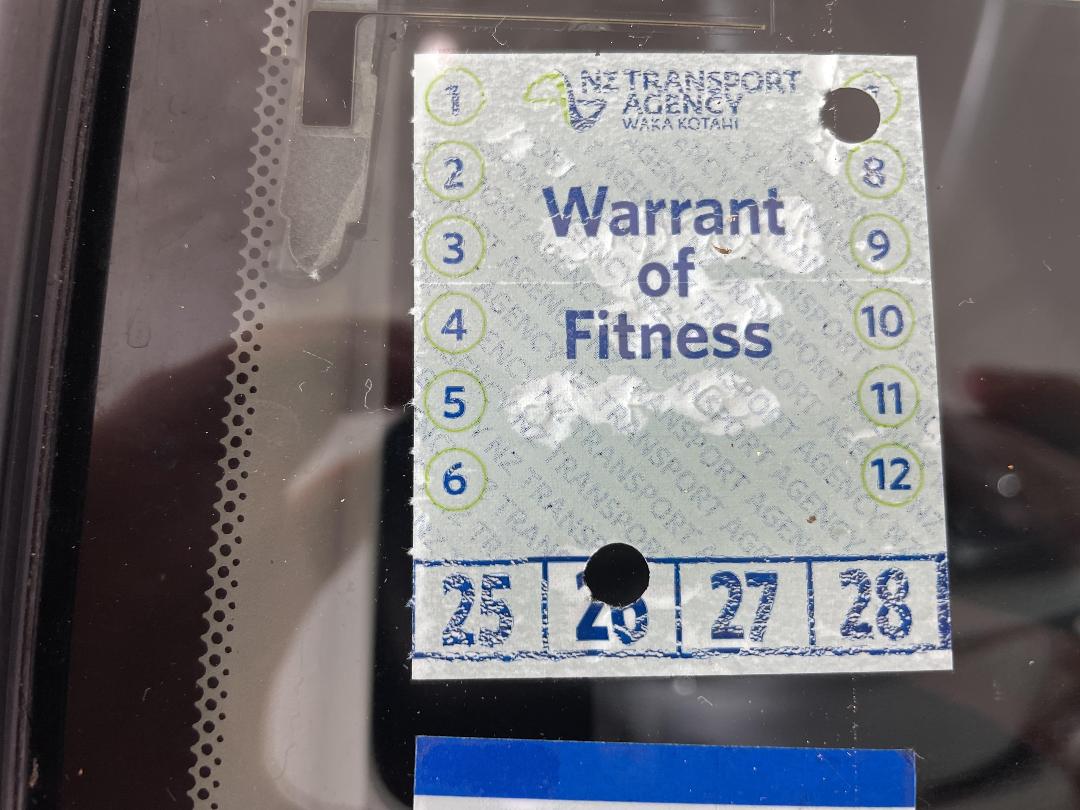 NZ TRANSPORT
AGENCY
WAKA KOTAHI
Warrant
of
Fitness
1
2
3
4
5
6
8
9
10
11
12
25 26 27 28